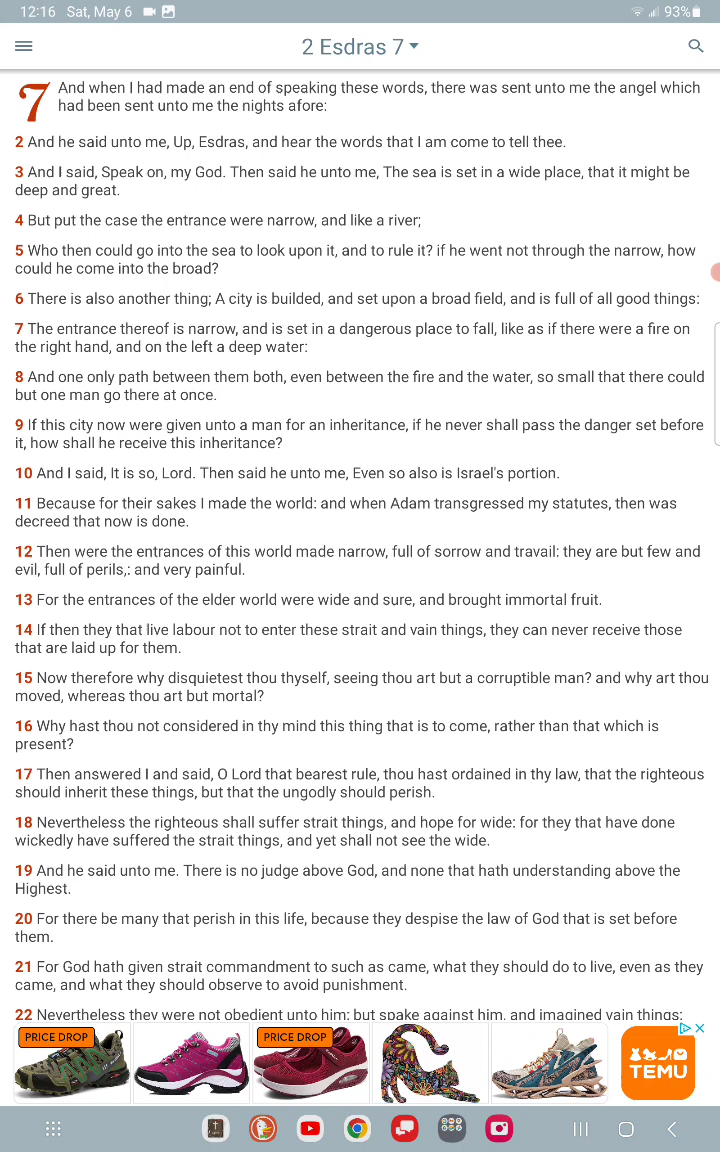 12:16 Sat, May 6 93%
2 Esdras 7
7 And when I had made an end of speaking these words, there was sent unto me the angel which
had been sent unto me the nights afore:
2 And he said unto me, Up, Esdras, and hear the words that I am come to tell thee.
3 And I said, Speak on, my God. Then said he unto me, The sea is set in a wide place, that it might be
deep and great.
4 But put the case the entrance were narrow, and like a river;
5 Who then could go into the sea to look upon it, and to rule it? if he went not through the narrow, how
could he come into the broad?
6 There is also another thing; A city is builded, and set upon a broad field, and is full of all good things:
7 The entrance thereof is narrow, and is set in a dangerous place to fall, like as if there were a fire on
the right hand, and on the left a deep water:
8 And one only path between them both, even between the fire and the water, so small that there could
but one man go there at once.
9 If this city now were given unto a man for an inheritance, if he never shall pass the danger set before
it, how shall he receive this inheritance?
10 And I said, It is so, Lord. Then said he unto me, Even so also is Israel's portion.
11 Because for their sakes I made the world: and when Adam transgressed my statutes, then was
decreed that now is done.
12 Then were the entrances of this world made narrow, full of sorrow and travail: they are but few and
evil, full of perils,: and very painful.
13 For the entrances of the elder world were wide and sure, and brought immortal fruit.
14 If then they that live labour not to enter these strait and vain things, they can never receive those
that are laid up for them.
15 Now therefore why disquietest thou thyself, seeing thou art but a corruptible man? and why art thou
moved, whereas thou art but mortal?
16 Why hast thou not considered in thy mind this thing that is to come, rather than that which is
present?
17 Then answered I and said, O Lord that bearest rule, thou hast ordained in thy law, that the righteous
should inherit these things, but that the ungodly should perish.
18 Nevertheless the righteous shall suffer strait things, and hope for wide: for they that have done
wickedly have suffered the strait things, and yet shall not see the wide.
19 And he said unto me. There is no judge above God, and none that hath understanding above the
Highest.
20 For there be many that perish in this life, because they despise the law of God that is set before
them.
21 For God hath given strait commandment to such as came, what they should do to live, even as they
came, and what they should observe to avoid punishment.
22 Nevertheless they were not obedient unto him; but spake against him, and imagined vain things;
PRICE DROP
PRICE DROP
TEMU